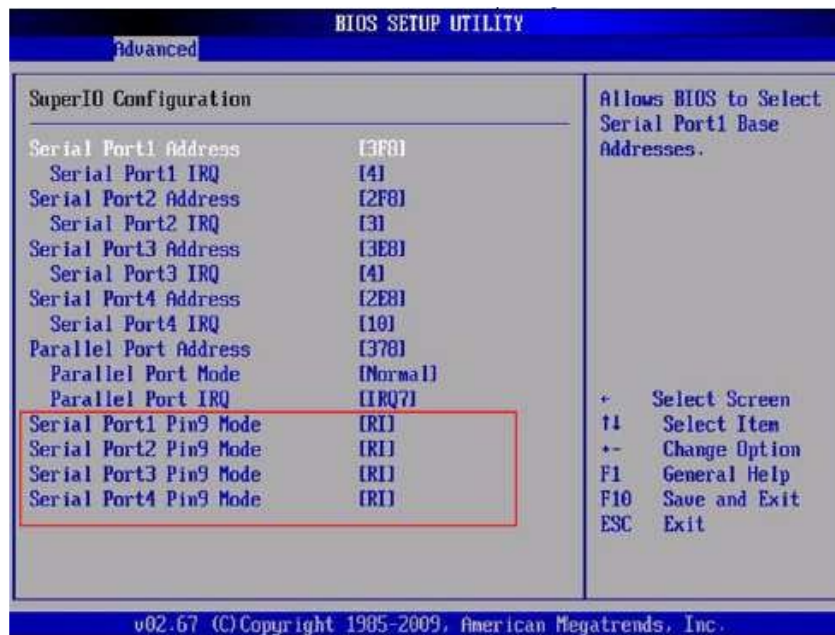 BIOS SETUP UTILITY
Advanced
SuperIO Configuration
Serial Port1 Address [3F8]
Serial Port1 IRQ [4]
Serial Port2 Address [2F8]
Serial Port2 IRQ [3]
Serial Port3 Address [3E8]
Serial Port3 IRQ [4]
Serial Port4 Address [2E8]
Serial Port4 IRQ [10]
Parallel Port Address [378]
Parallel Port Mode [Normal]
Parallel Port IRQ [IRQ7]
Serial Port1 Pin9 Mode [RI]
Serial Port2 Pin9 Mode [RI]
Serial Port3 Pin9 Mode [RI]
Serial Port4 Pin9 Mode [RI]
Allows BIOS to Select
Serial Port1 Base
Addresses.
← Select Screen
↑↓ Select Item
+- Change Option
F1 General Help
F10 Save and Exit
ESC Exit
v02.67 (C)Copyright 1985-2009, American Megatrends, Inc.